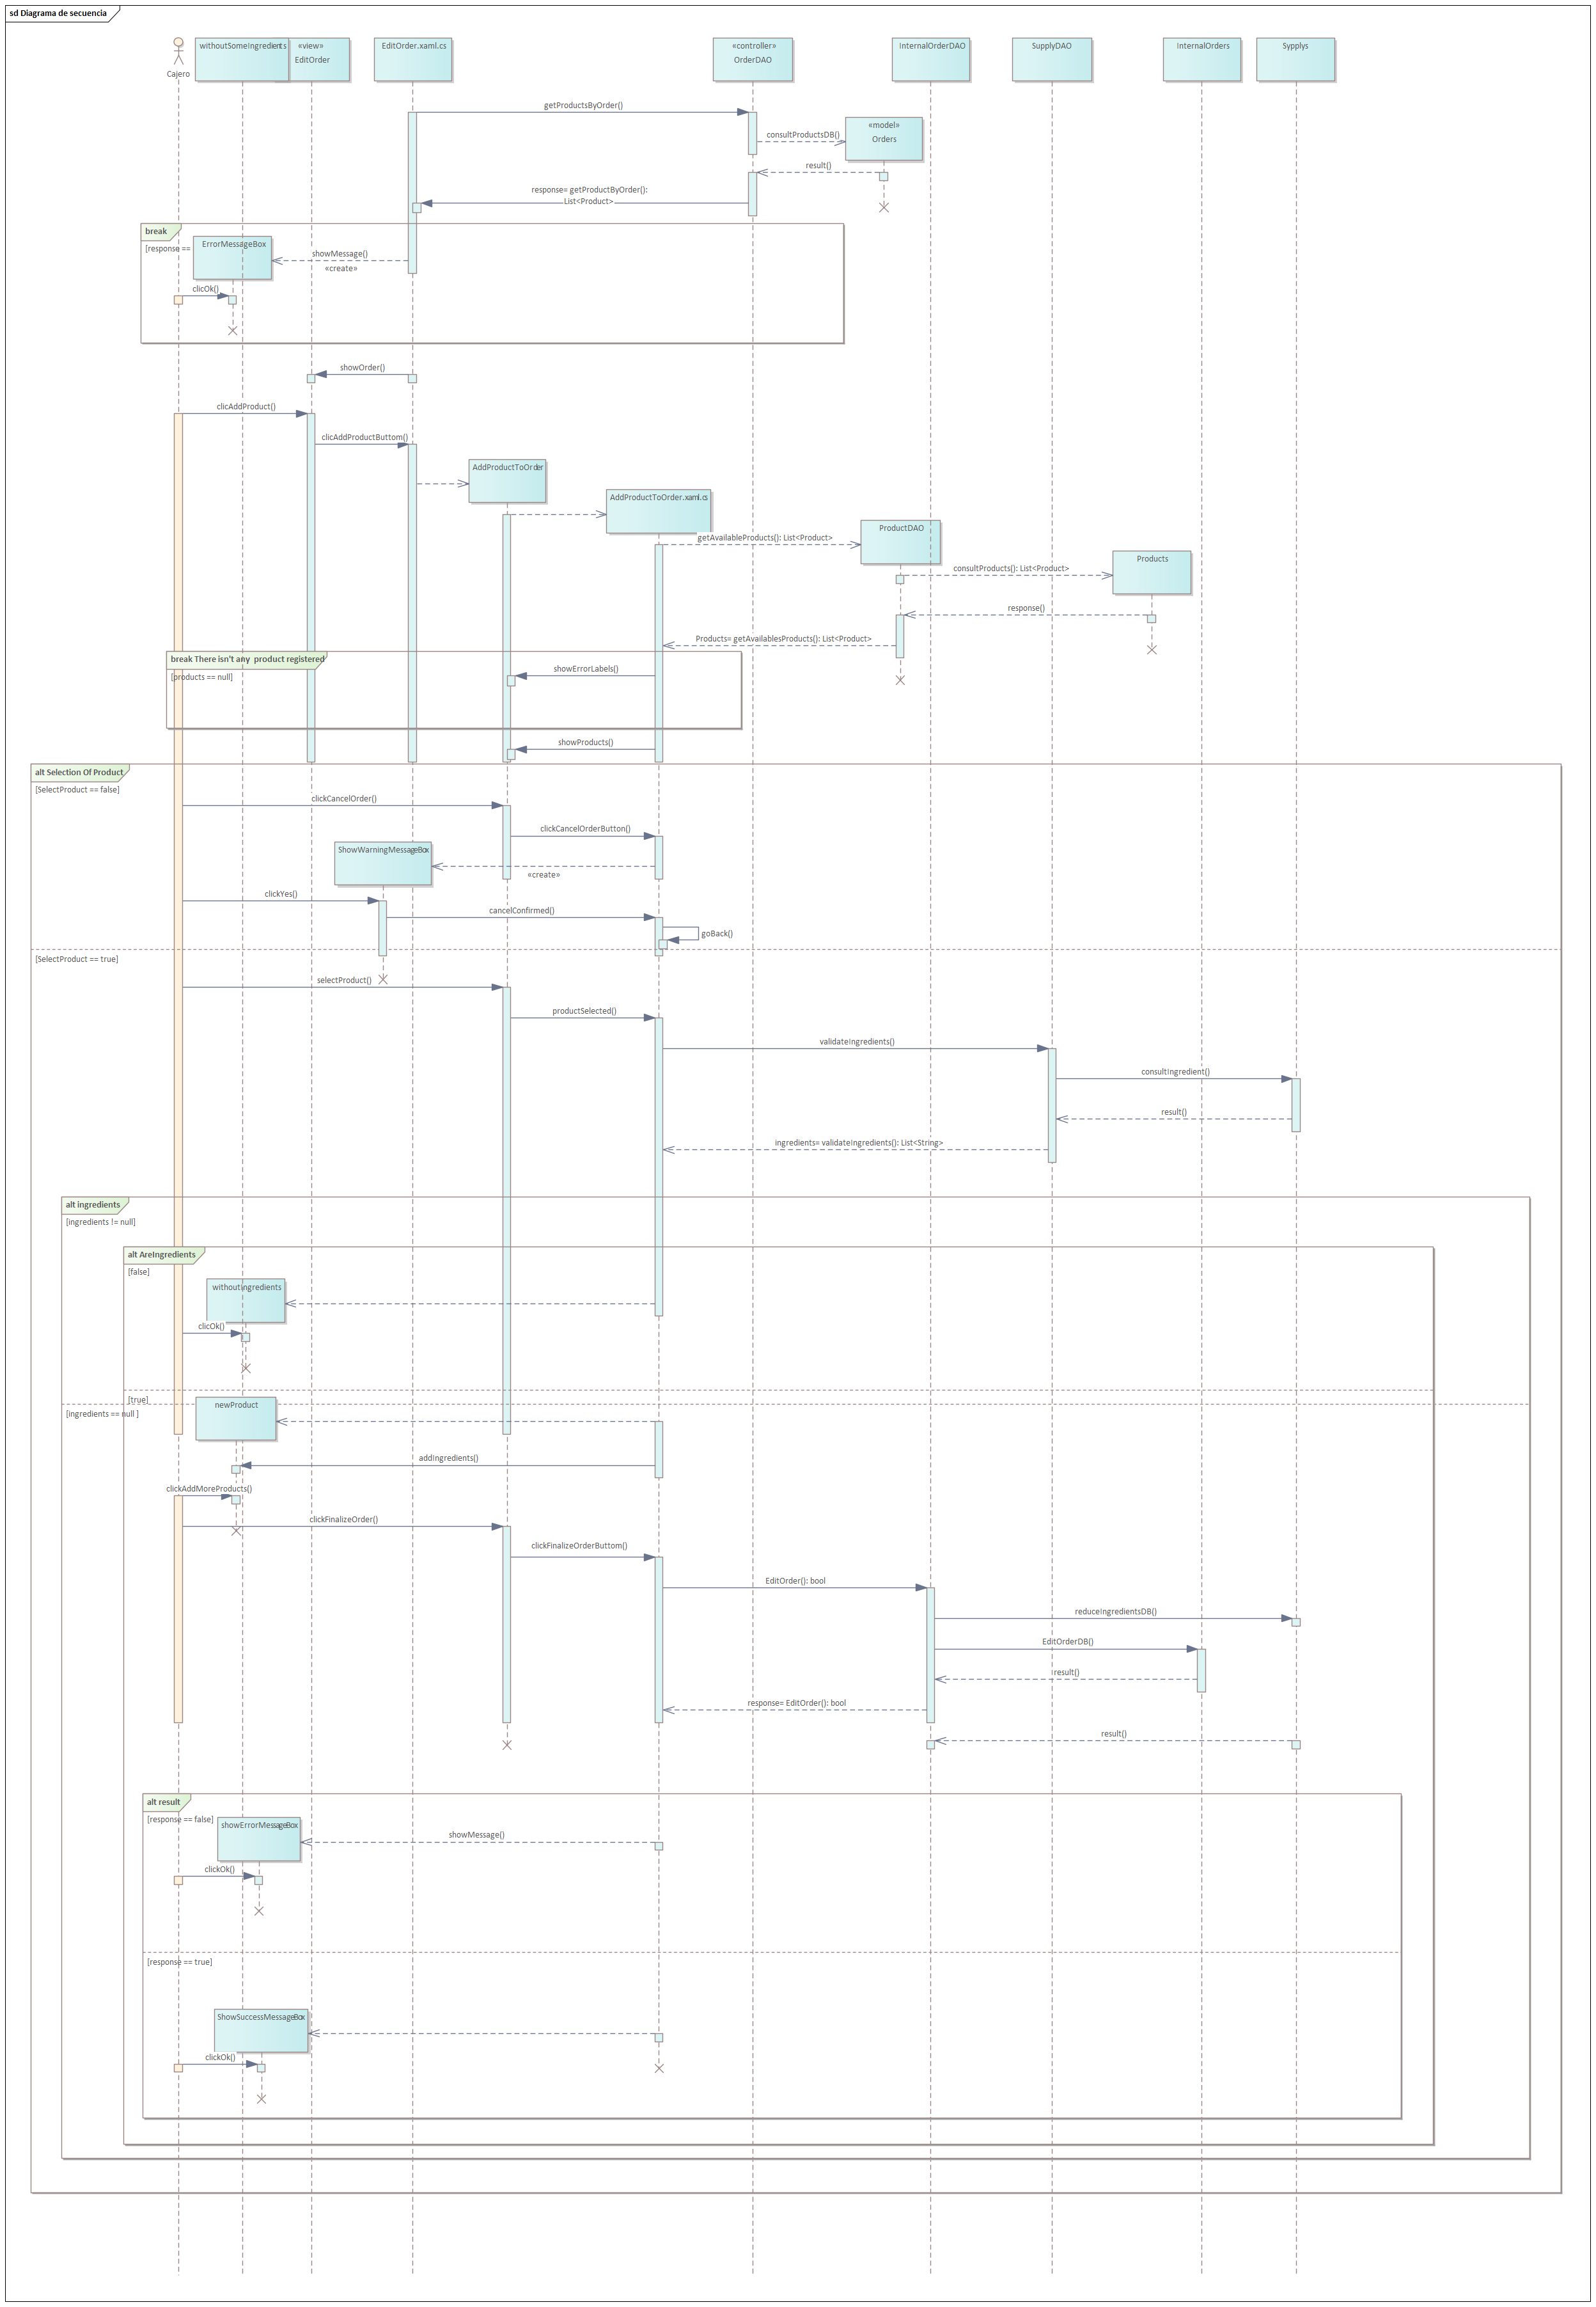 sd Diagrama de secuencia
Cajero
withoutSomeIngredients
«view»
EditOrder
EditOrder.xaml.cs
«controller»
OrderDAO
InternalOrderDAO
SupplyDAO
InternalOrders
Sypplys
getProductsByOrder()
«model»
Orders
consultProductsDB()
result()
response= getProductByOrder():
List<Product>
break
[response ==
ErrorMessageBox
showMessage()
«create»
clicOk()
showOrder()
clicAddProduct()
clicAddProductButtom()
AddProductToOrder
AddProductToOrder.xaml.cs
ProductDAO
getAvailableProducts(): List<Product>
Products
consultProducts(): List<Product>
response()
Products= getAvailablesProducts(): List<Product>
break There isn't any  product registered
[products == null]
showErrorLabels()
showProducts()
alt Selection Of Product
[SelectProduct == false]
clickCancelOrder()
clickCancelOrderButton()
ShowWarningMessageBox
«create»
clickYes()
cancelConfirmed()
goBack()
[SelectProduct == true]
selectProduct()
productSelected()
validateIngredients()
consultIngredient()
result()
ingredients= validateIngredients(): List<String>
alt ingredients
[ingredients != null]
alt AreIngredients
[false]
withoutIngredients
clicOk()
[true]
[ingredients == null ]
newProduct
addIngredients()
clickAddMoreProducts()
clickFinalizeOrder()
clickFinalizeOrderButtom()
EditOrder(): bool
reduceIngredientsDB()
EditOrderDB()
result()
response= EditOrder(): bool
result()
alt result
[response == false]
showErrorMessageBox
showMessage()
clickOk()
[response == true]
ShowSuccessMessageBox
clickOk()